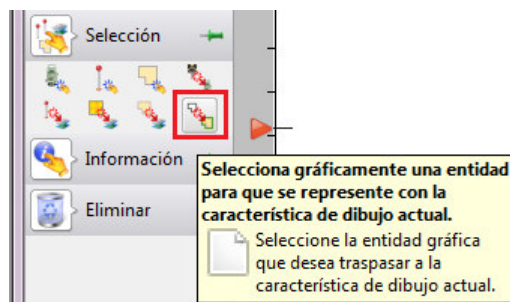 Selección
Información
Eliminar
Selecciona gráficamente una entidad
para que se represente con la
característica de dibujo actual.
Seleccione la entidad gráfica
que desea traspasar a la
característica de dibujo actual.